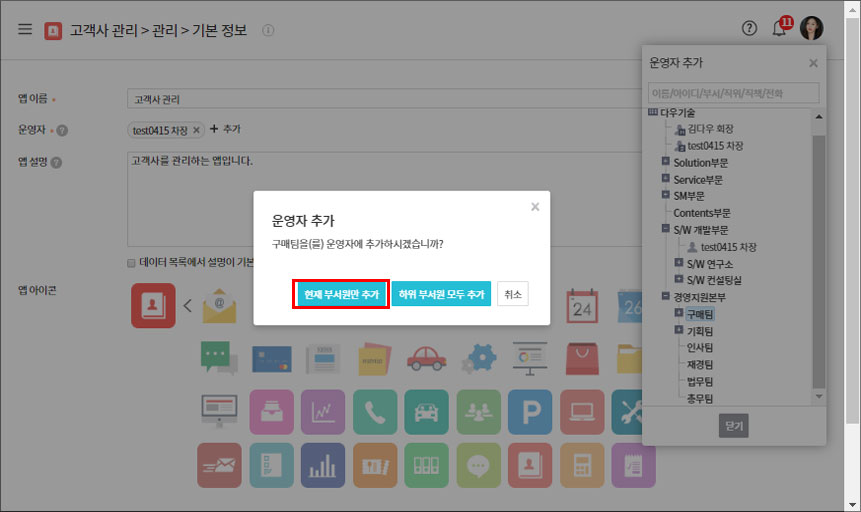 고객사 관리 > 관리 > 기본 정보
11
앱 이름
고객사 관리
운영자
test0415 차장
+ 추가
앱 설명
고객사를 관리하는 앱입니다.
데이터 목록에서 설명이 기본
앱 아이콘
24
26
운영자 추가
구매팀을(를) 운영자에 추가하시겠습니까?
현재 부서원만 추가
하위 부서원 모두 추가
취소
운영자 추가
이름/아이디/부서/직위/직책/전화
다우기술
김다우 회장
test0415 차장
Solution부문
Service부문
SM부문
Contents부문
S/W 개발부문
test0415 차장
S/W 연구소
S/W 컨설팅실
경영지원본부
구매팀
기획팀
인사팀
재경팀
법무팀
총무팀
닫기